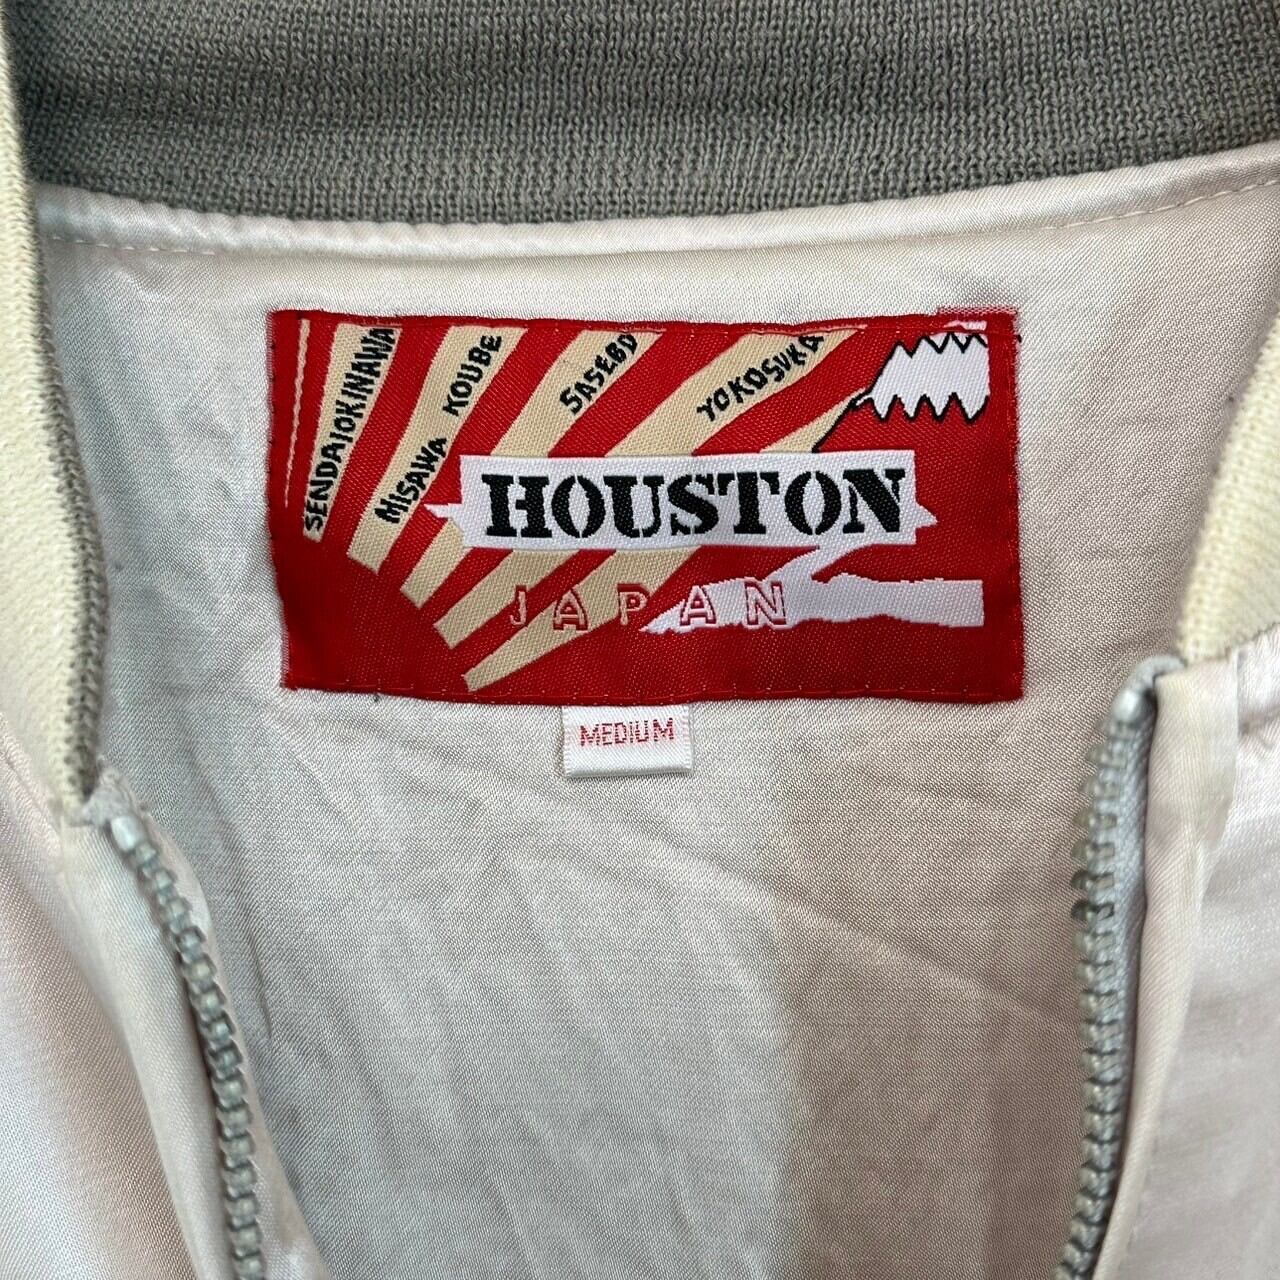 SENDAI OKINAWA
MISAWA KOUBE
SASEBO
YOKOSUKA
HOUSTON
JAPAN
MEDIUM